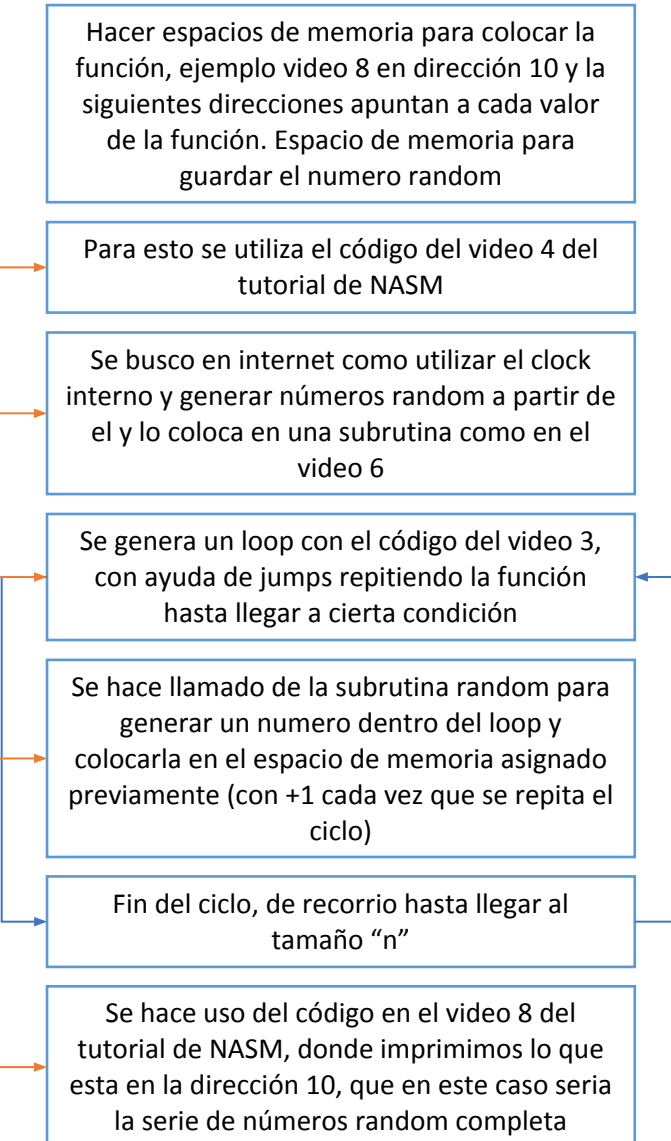 Hacer espacios de memoria para colocar la
función, ejemplo video 8 en dirección 10 y la
siguientes direcciones apuntan a cada valor
de la función. Espacio de memoria para
guardar el numero random
Para esto se utiliza el código del video 4 del
tutorial de NASM
Se busco en internet como utilizar el clock
interno y generar números random a partir de
el y lo coloca en una subrutina como en el
video 6
Se genera un loop con el código del video 3,
con ayuda de jumps repitiendo la función
hasta llegar a cierta condición
Se hace llamado de la subrutina random para
generar un numero dentro del loop y
colocarla en el espacio de memoria asignado
previamente (con +1 cada vez que se repita el
ciclo)
Fin del ciclo, de recorrio hasta llegar al
tamaño “n”
Se hace uso del código en el video 8 del
tutorial de NASM, donde imprimimos lo que
esta en la dirección 10, que en este caso seria
la serie de números random completa